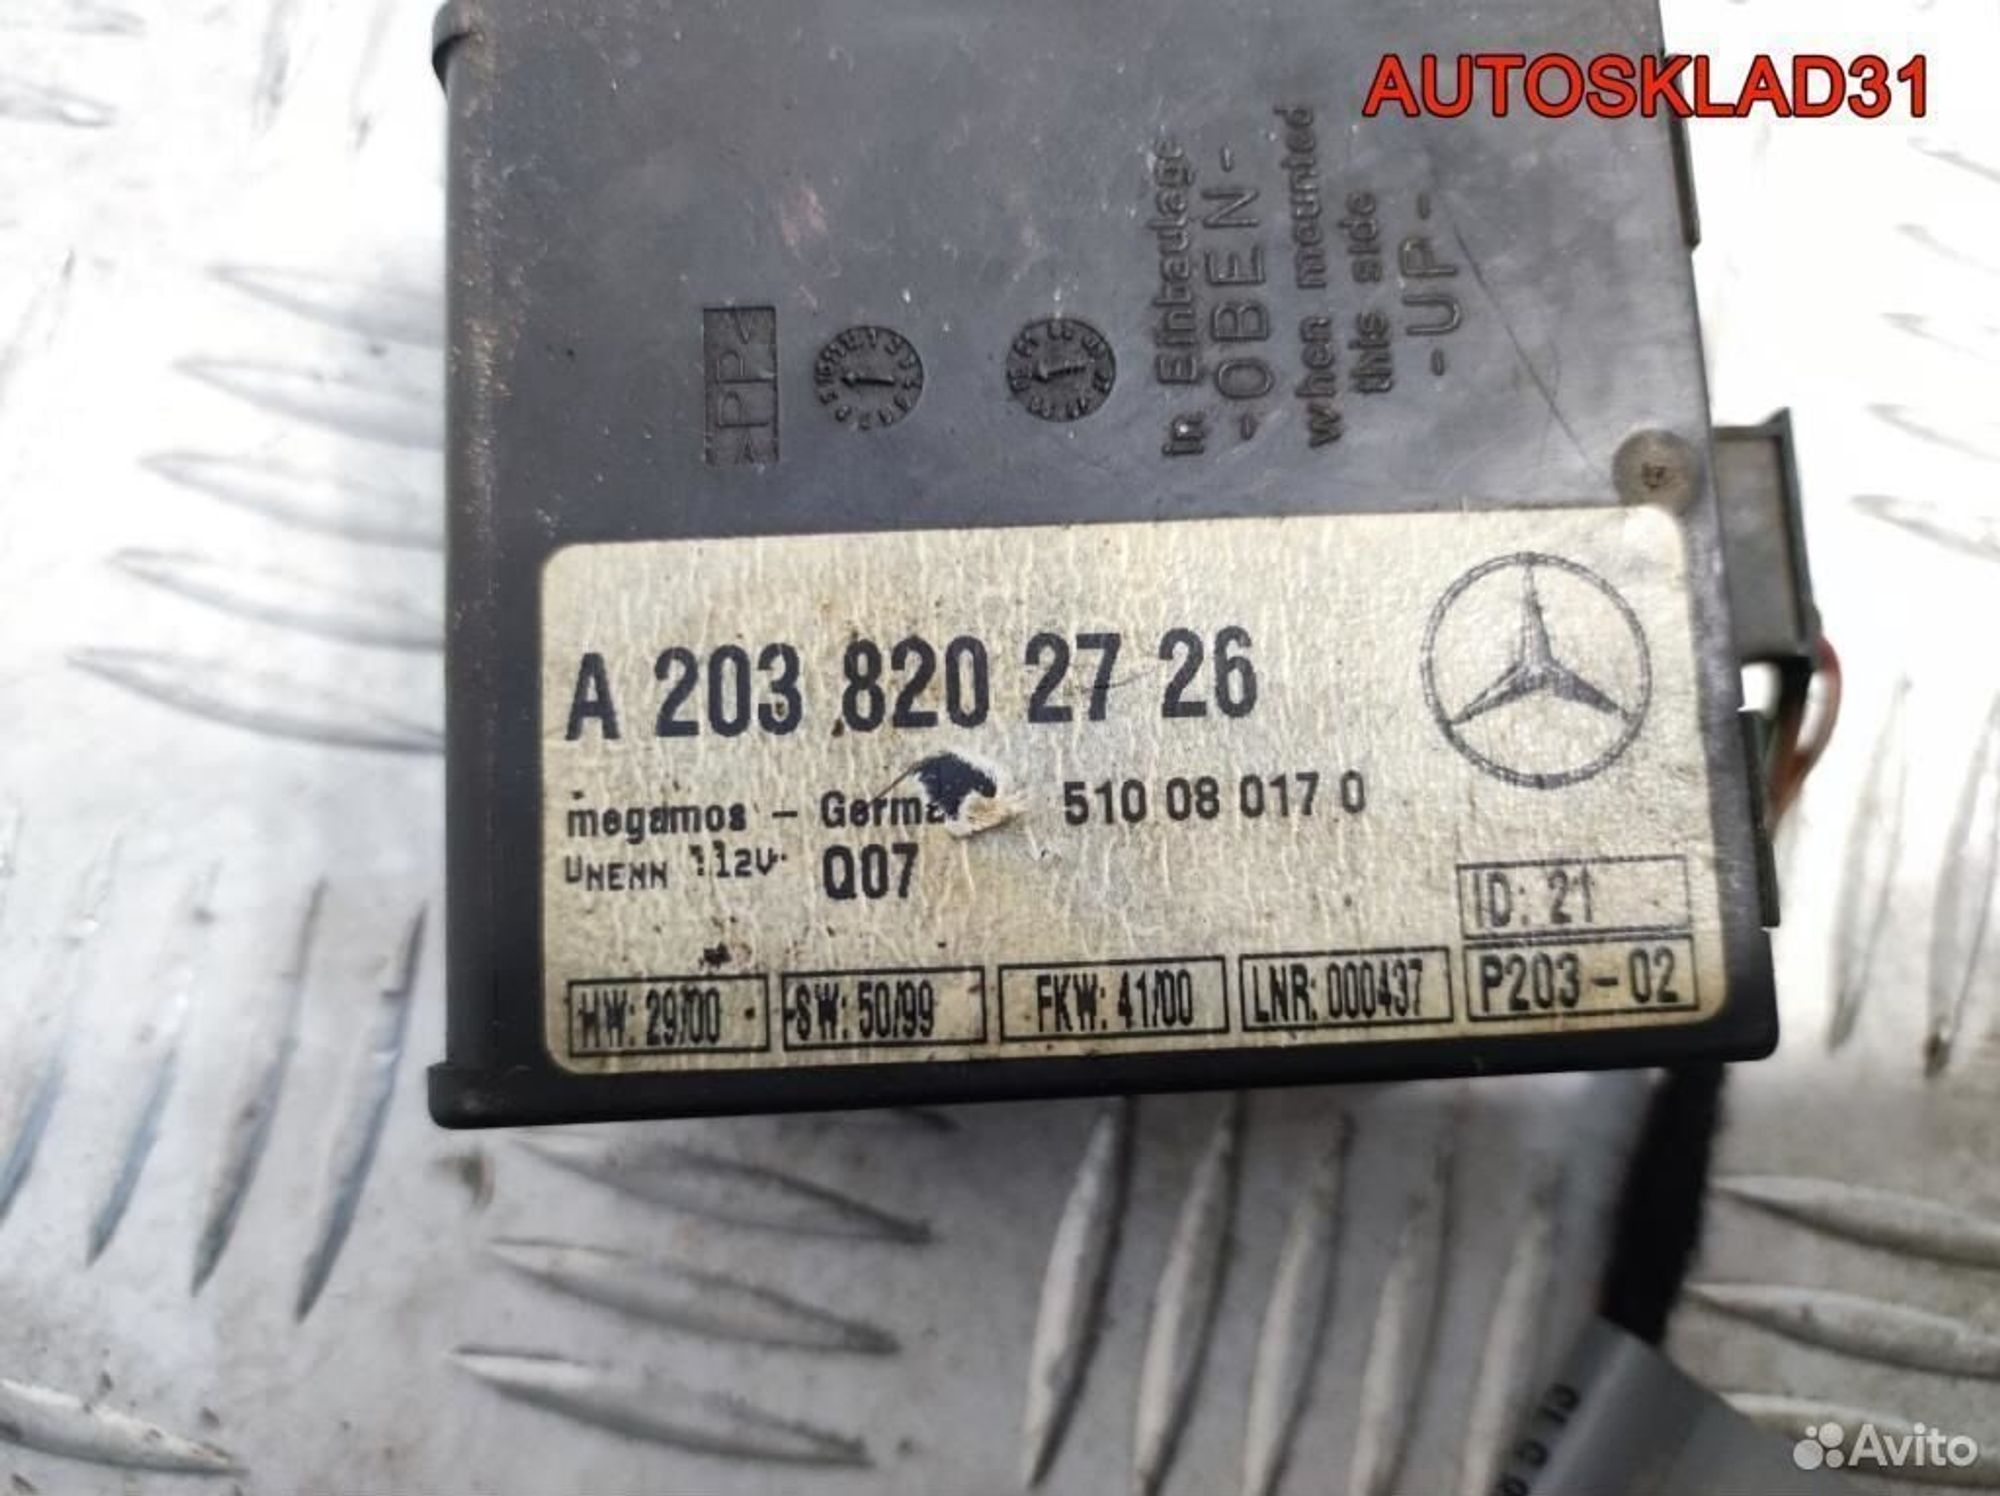 AUTOSKLAD31
in Einbaulage
-OBEN-
when mounted
this side
-UP-
>PP<
A 203 820 27 26
megamos - Germa 510 08 017 0
UNENN 12V Q07
ID: 21
HW: 29/00 SW: 50/99 FKW: 41/00 LNR: 000437 P203-02
Avito